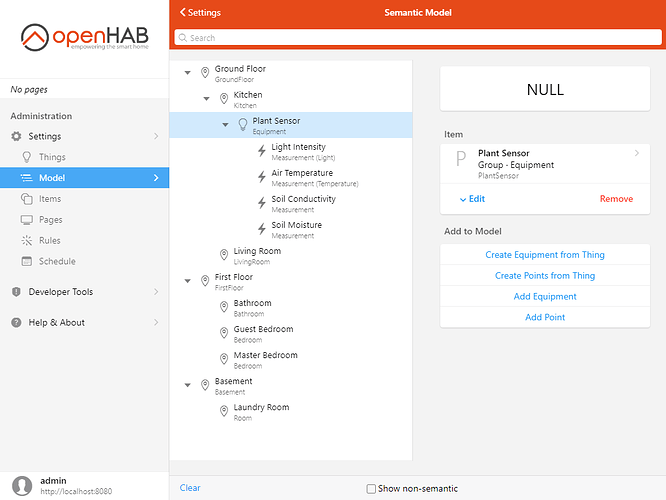 openHAB
empowering the smart home
No pages
Administration
Settings
Things
Model
Items
Pages
Rules
Schedule
Developer Tools
Help & About
admin
http://localhost:8080
Settings
Semantic Model
Search
Ground Floor
GroundFloor
Kitchen
Kitchen
Plant Sensor
Equipment
Light Intensity
Measurement (Light)
Air Temperature
Measurement (Temperature)
Soil Conductivity
Measurement
Soil Moisture
Measurement
Living Room
LivingRoom
First Floor
FirstFloor
Bathroom
Bathroom
Guest Bedroom
Bedroom
Master Bedroom
Bedroom
Basement
Basement
Laundry Room
Room
NULL
Item
P
Plant Sensor
Group - Equipment
PlantSensor
Edit
Remove
Add to Model
Create Equipment from Thing
Create Points from Thing
Add Equipment
Add Point
Clear
Show non-semantic